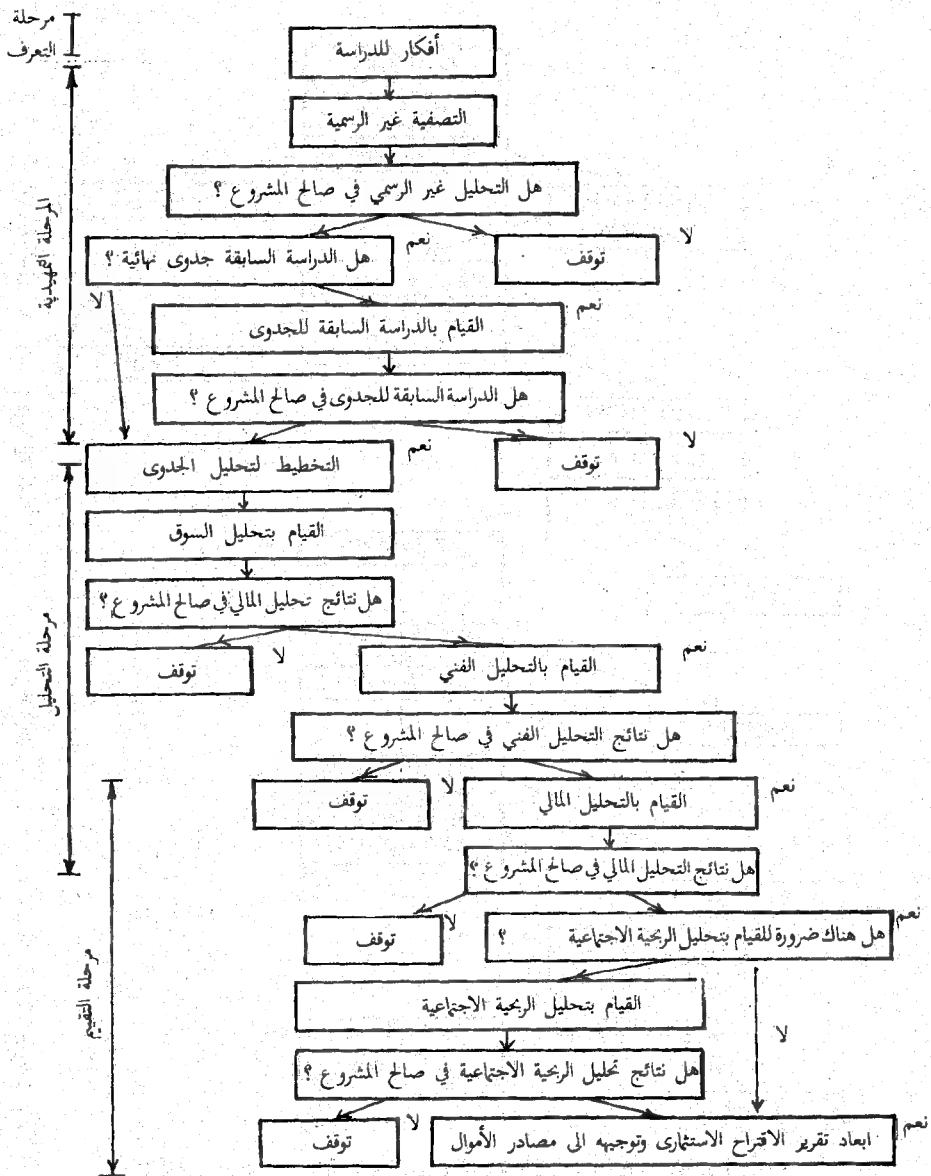 مرحلة
التعرف
أفكار للدراسة
التصفية غير الرسمية
هل التحليل غير الرسمي في صالح المشروع ؟
المرحلة التمهيدية
لا
توقف
نعم
هل الدراسة السابقة جدوى نهائية ؟
لا
نعم
القيام بالدراسة السابقة للجدوى
هل الدراسة السابقة للجدوى في صالح المشروع ؟
لا
توقف
نعم
التخطيط لتحليل الجدوى
القيام بتحليل السوق
هل نتائج تحليل المالي في صالح المشروع ؟
مرحلة التحليل
نعم
القيام بالتحليل الفني
لا
توقف
هل نتائج التحليل الفني في صالح المشروع ؟
نعم
القيام بالتحليل المالي
لا
توقف
هل نتائج التحليل المالي في صالح المشروع ؟
نعم
هل هناك ضرورة للقيام بتحليل الربحية الاجتماعية ؟
لا
توقف
مرحلة التقييم
القيام بتحليل الربحية الاجتماعية
لا
هل نتائج تحليل الربحية الاجتماعية في صالح المشروع ؟
نعم
ابعاد تقرير الاقتراح الاستثماري وتوجيهه الى مصادر الأموال
لا
توقف